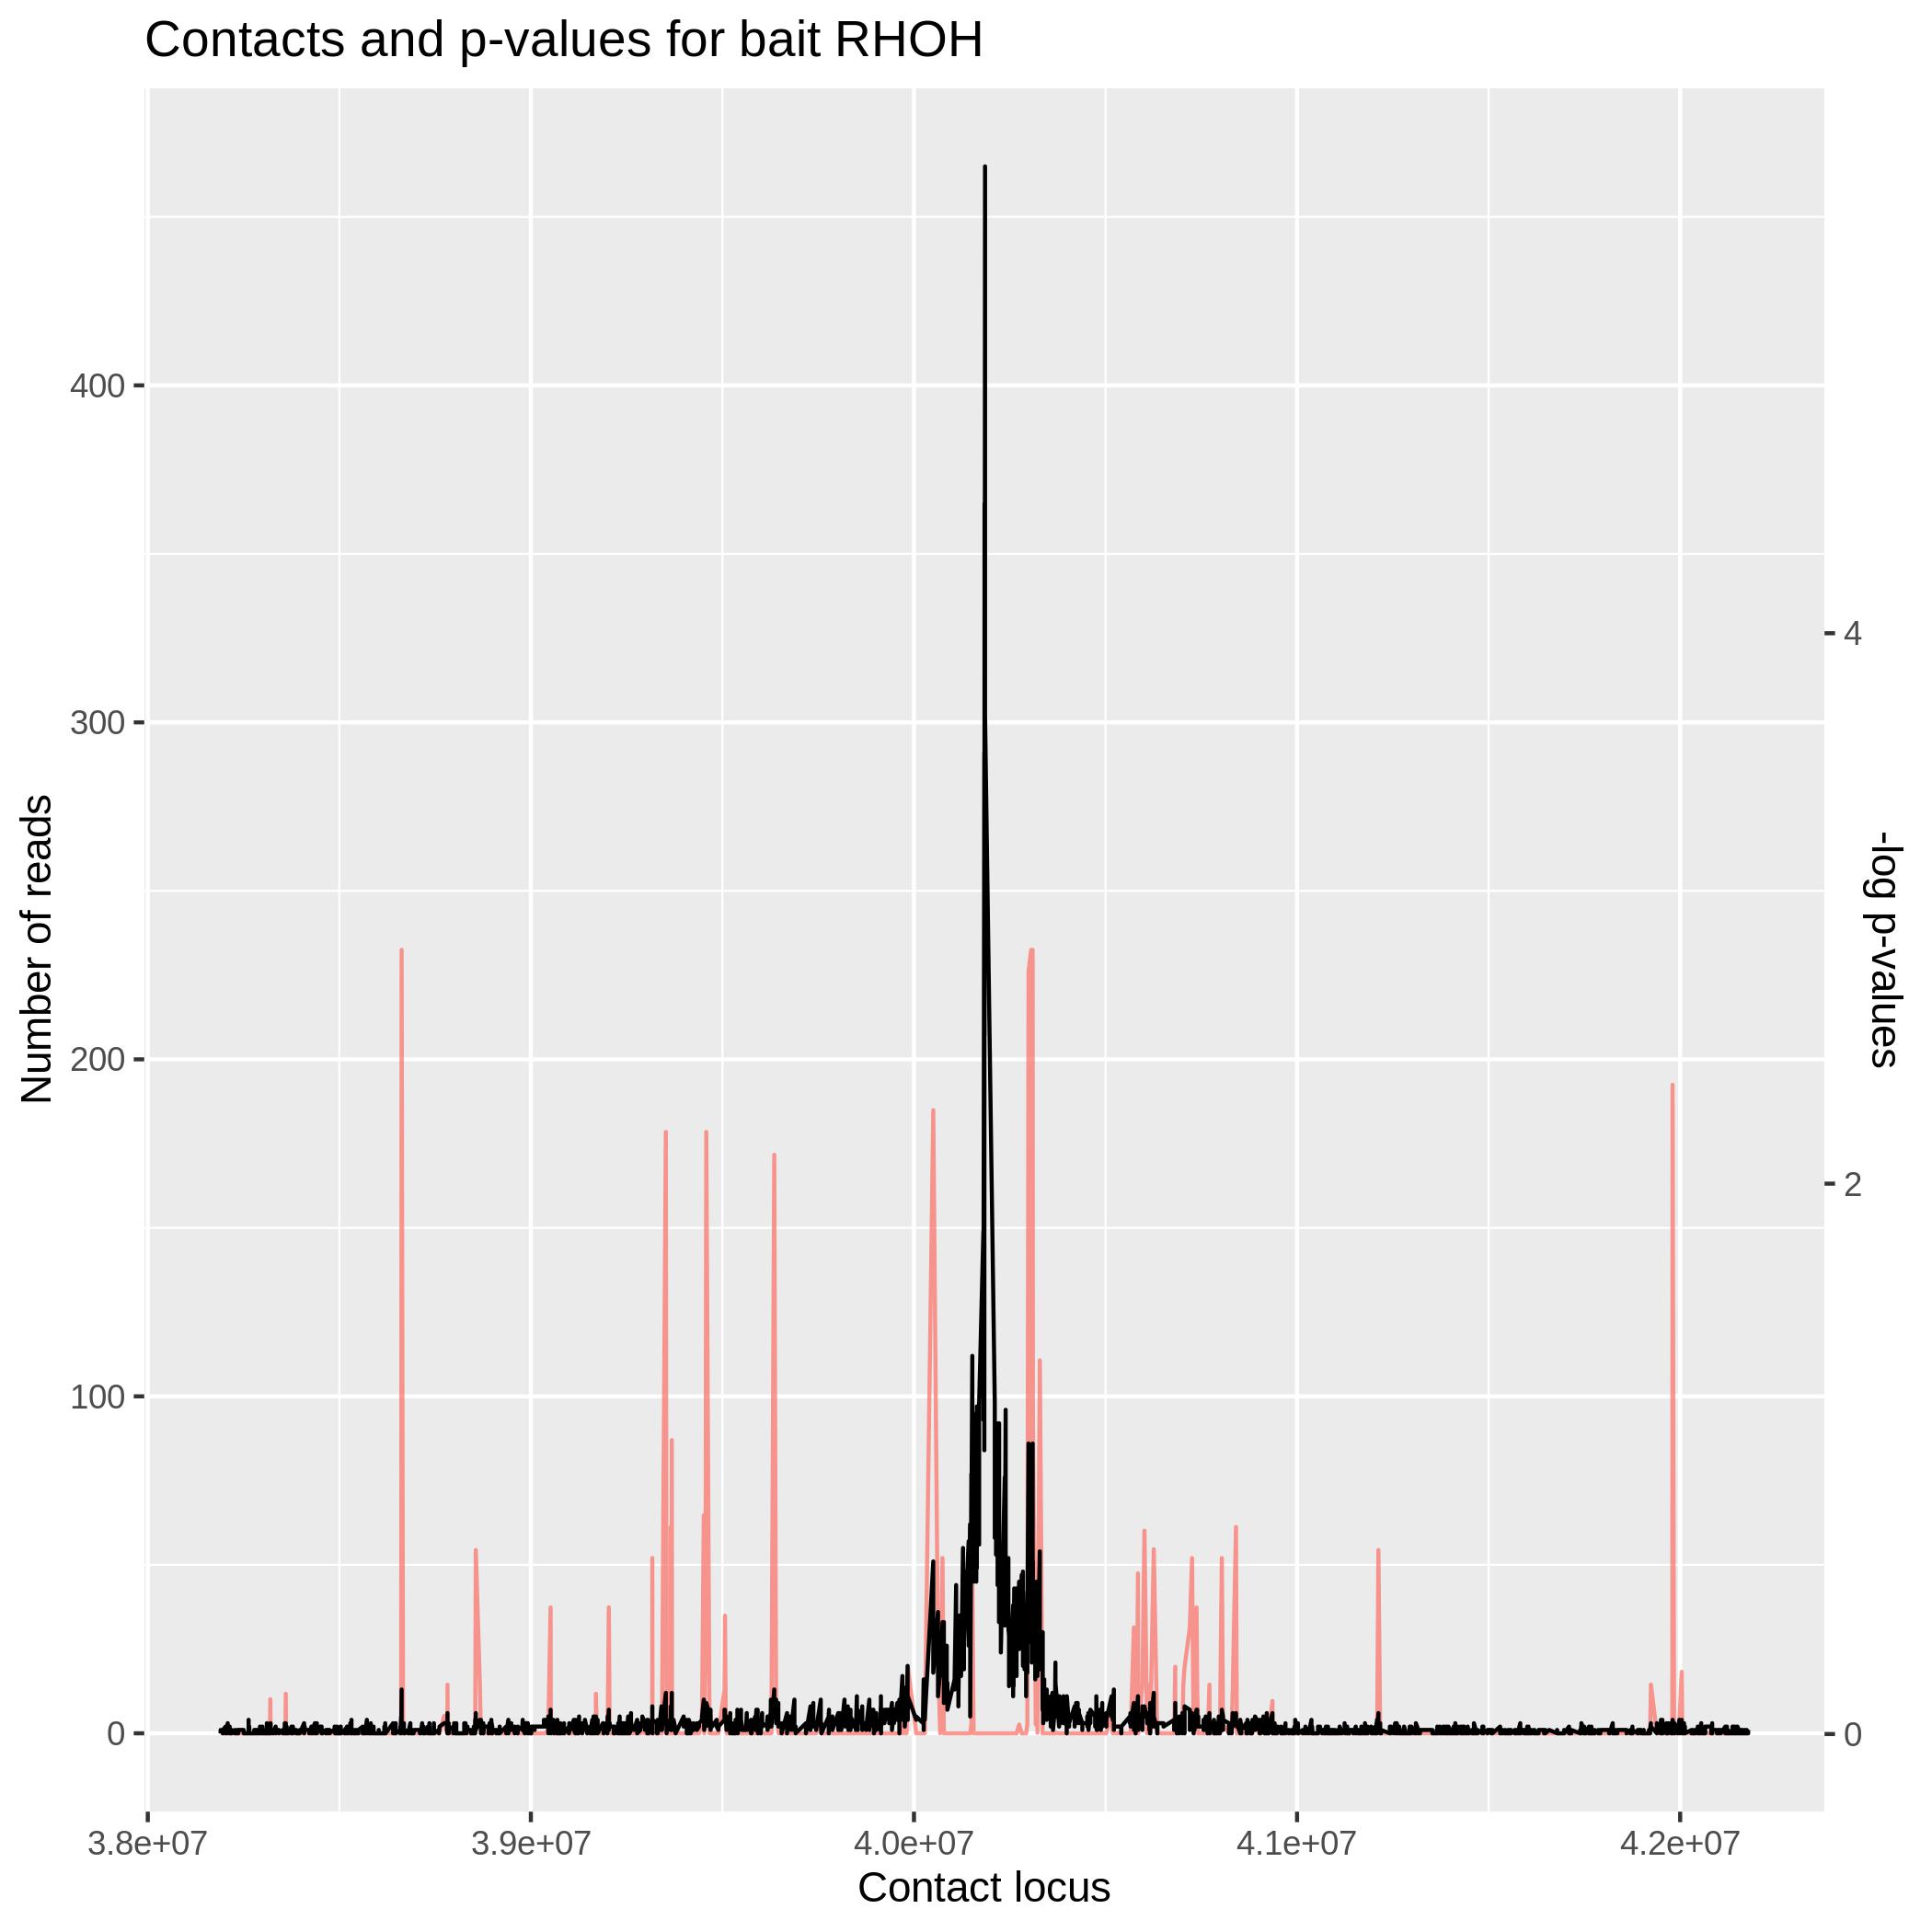 Contacts and p-values for bait RHOH
400
300
200
100
0
Number of reads
4
2
0
-log p-values
3.8e+07 3.9e+07 4.0e+07 4.1e+07 4.2e+07
Contact locus